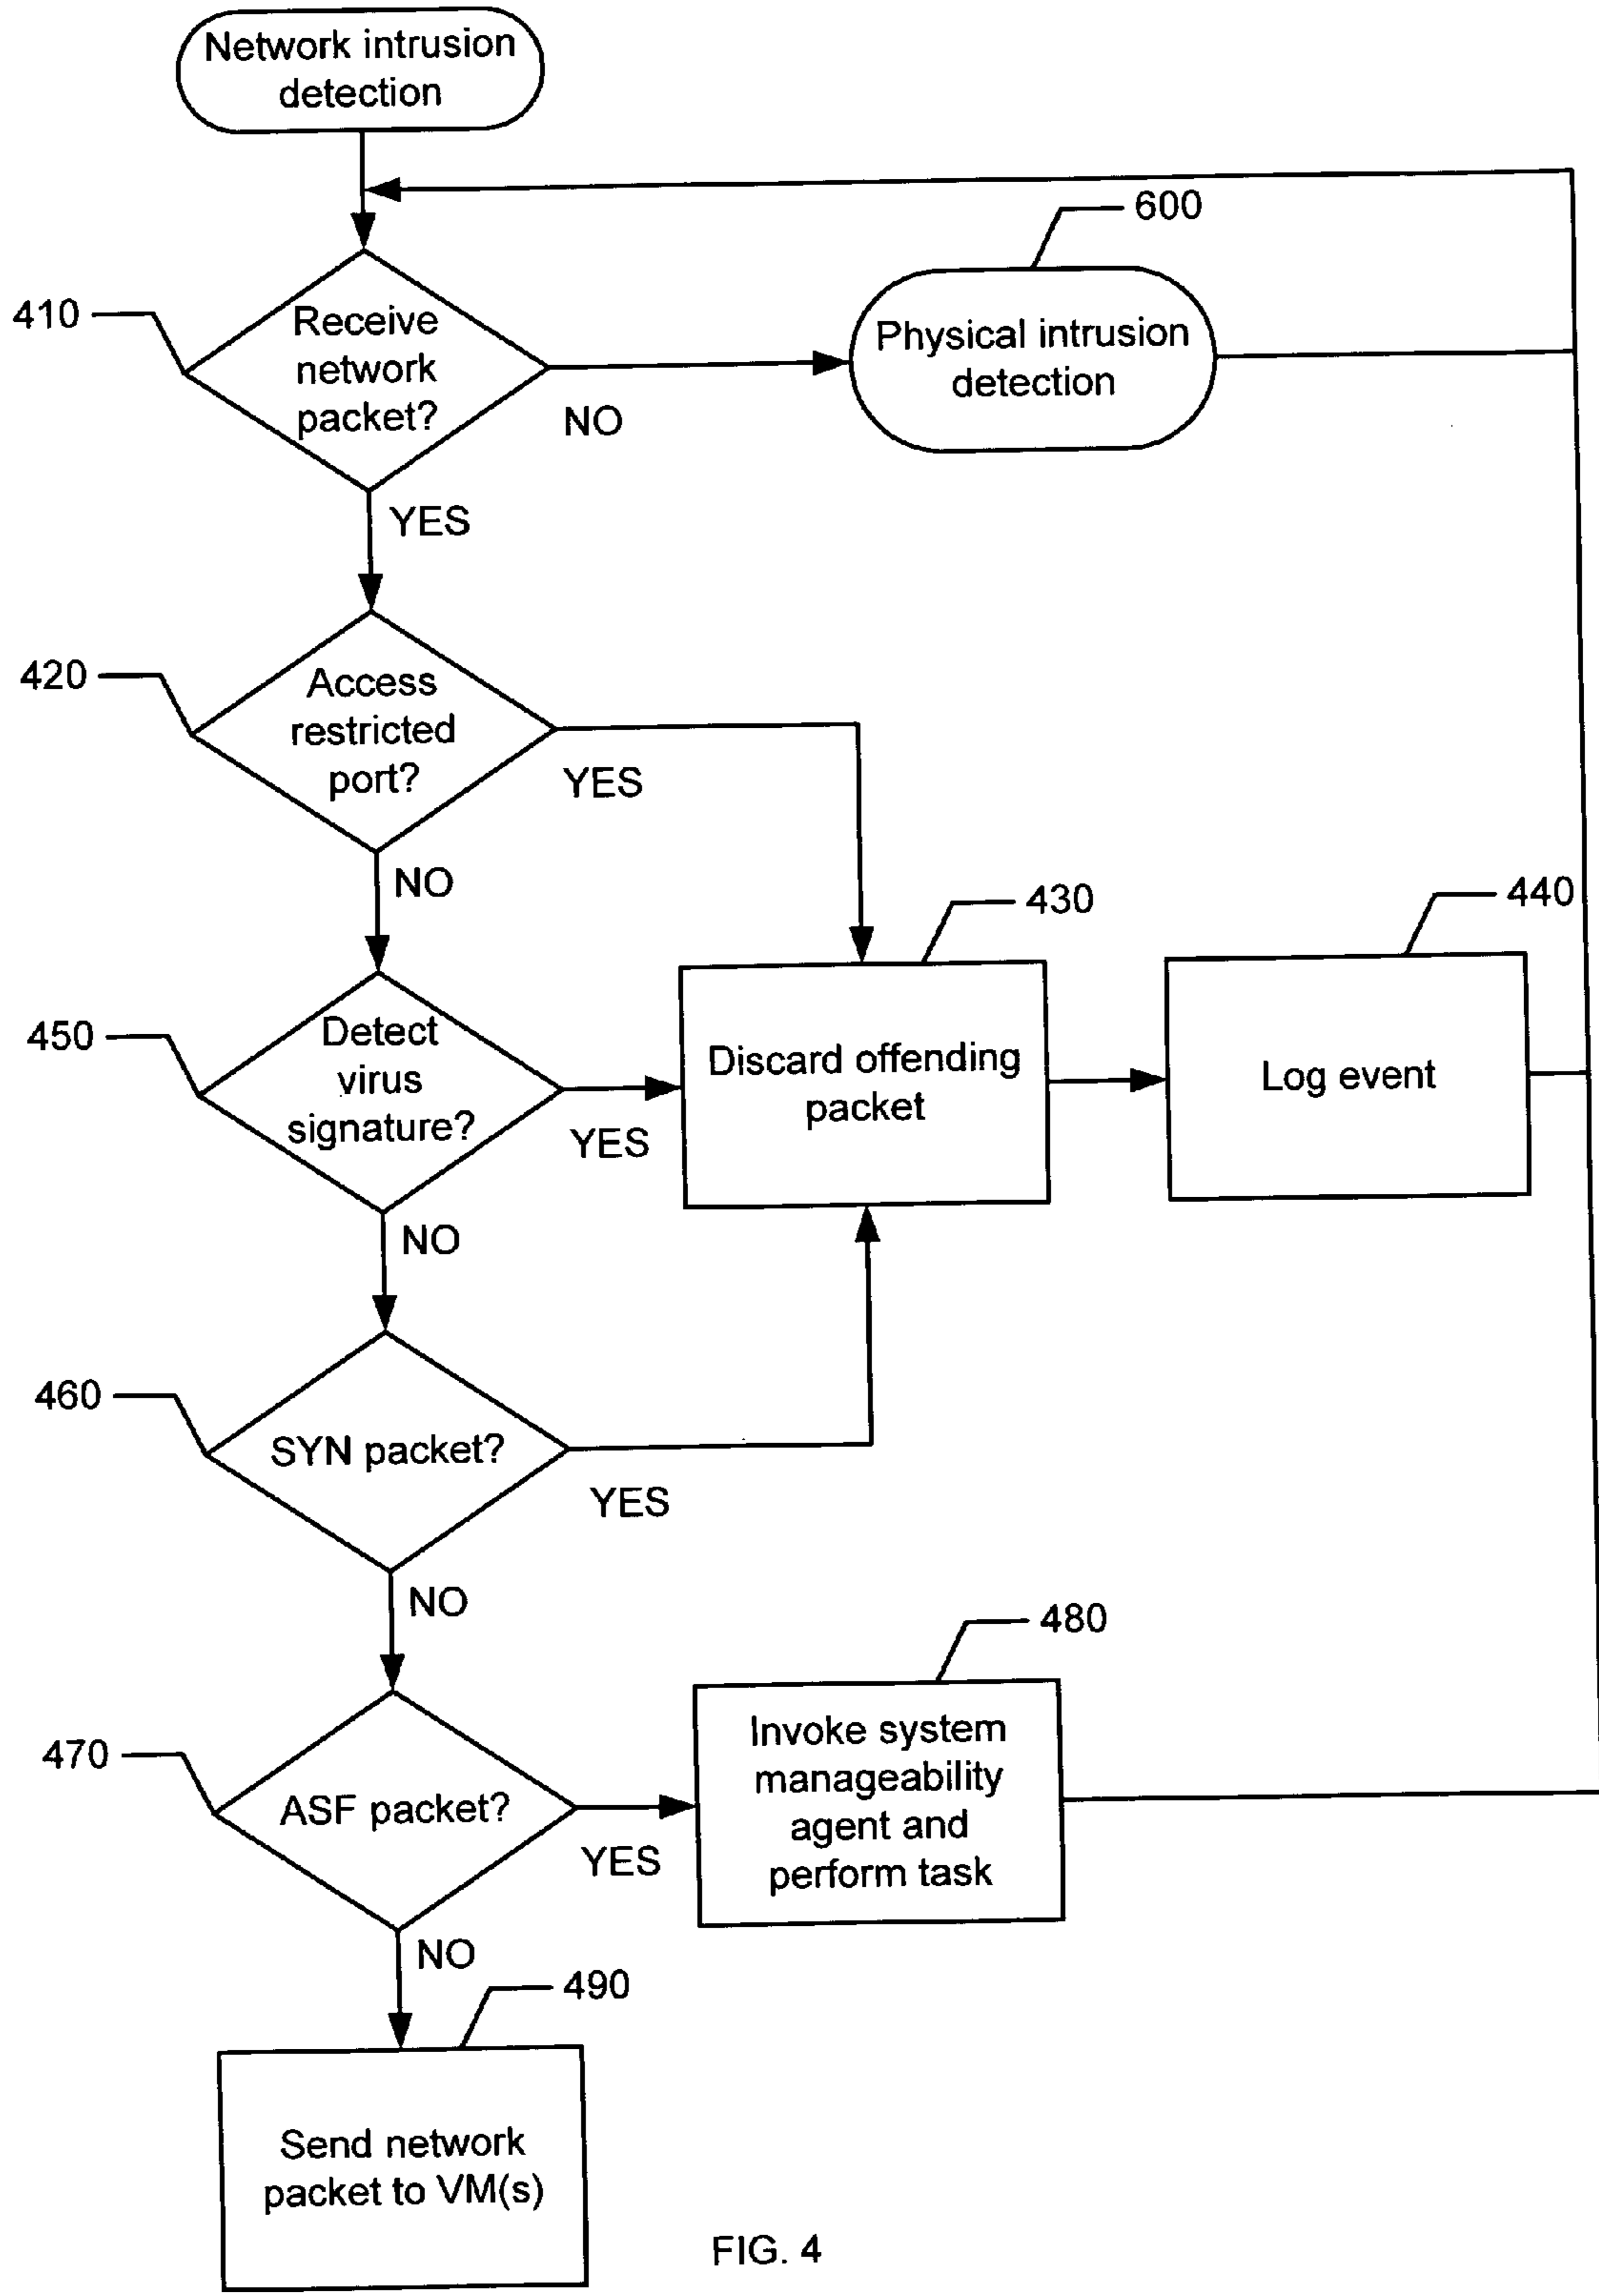 Network intrusion
detection
600
410
Receive
network
packet?
Physical intrusion
detection
NO
YES
420
Access
restricted
port?
YES
NO
430
440
450
Detect
virus
signature?
Discard offending
packet
Log event
YES
NO
460
SYN packet?
YES
NO
480
470
ASF packet?
Invoke system
manageability
agent and
perform task
YES
NO
490
Send network
packet to VM(s)
FIG. 4